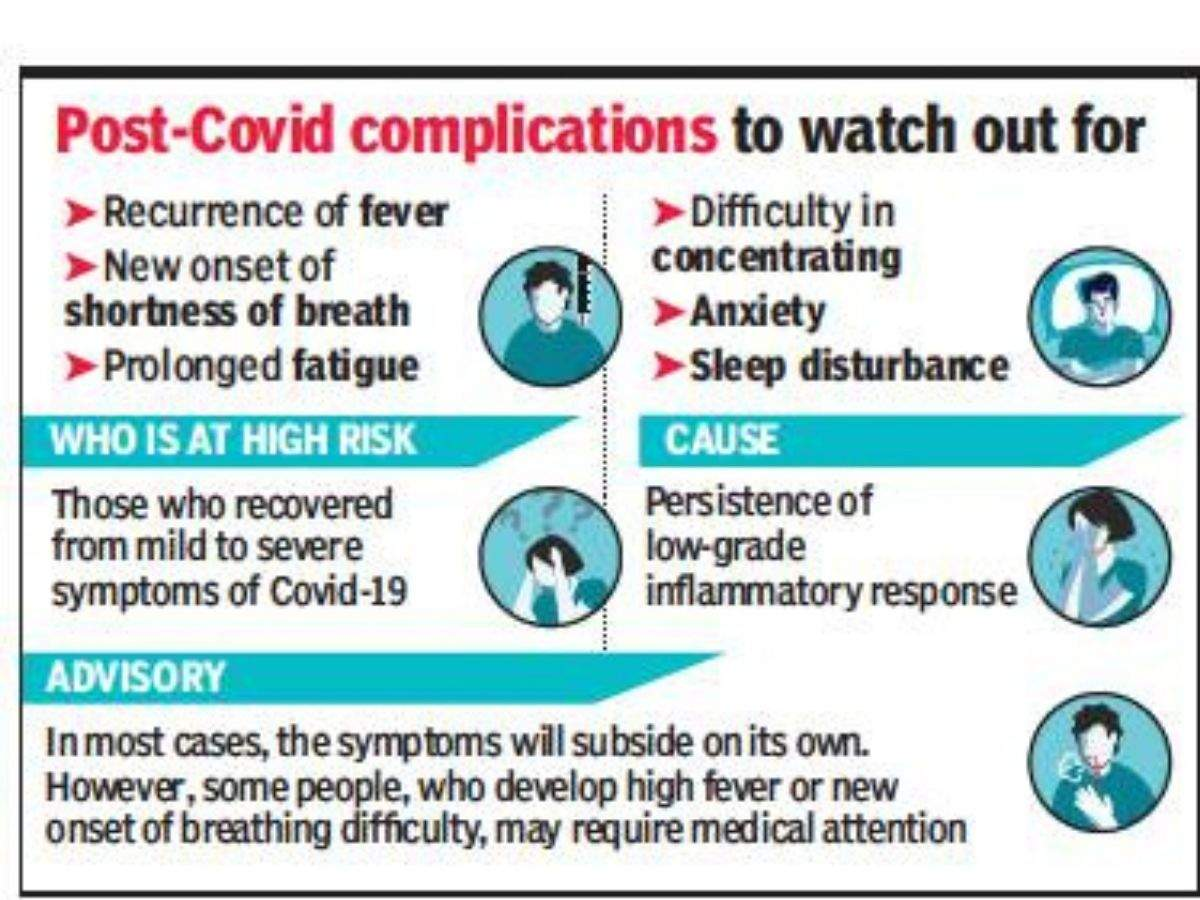 Post-Covid complications to watch out for
➤Recurrence of fever
➤New onset of
shortness of breath
➤Prolonged fatigue
➤Difficulty in
concentrating
➤Anxiety
➤Sleep disturbance
WHO IS AT HIGH RISK
Those who recovered
from mild to severe
symptoms of Covid-19
CAUSE
Persistence of
low-grade
inflammatory response
ADVISORY
In most cases, the symptoms will subside on its own.
However, some people, who develop high fever or new
onset of breathing difficulty, may require medical attention